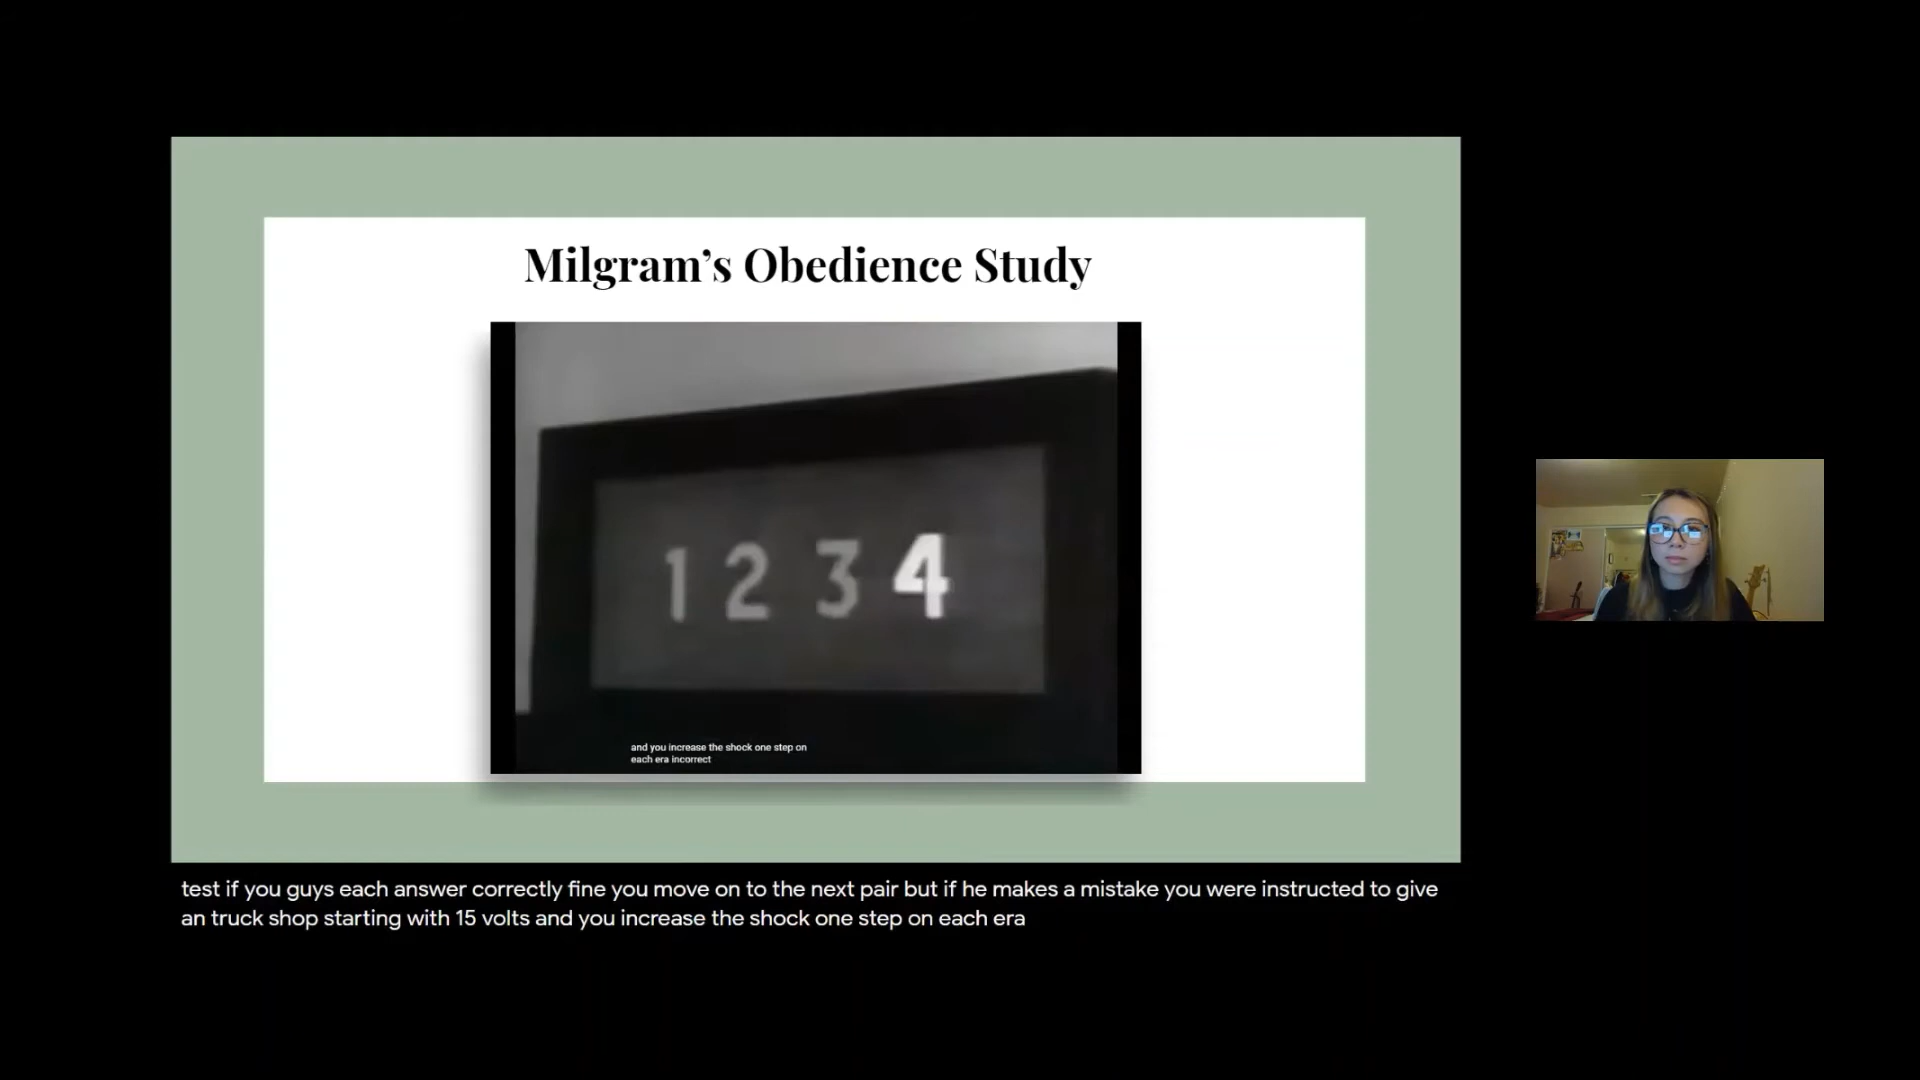 Milgram’s Obedience Study
1 2 3 4
and you increase the shock one step on
each era incorrect
test if you guys each answer correctly fine you move on to the next pair but if he makes a mistake you were instructed to give
an truck shop starting with 15 volts and you increase the shock one step on each era